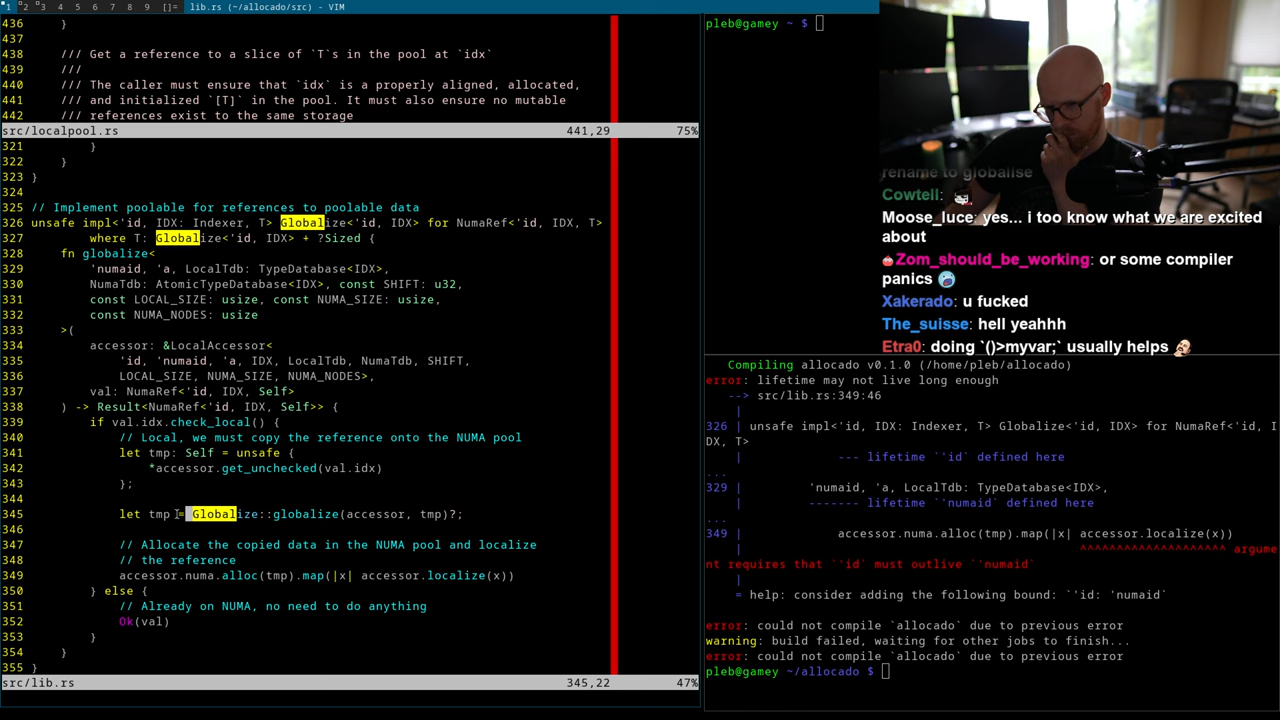 1 2 3 4 5 6 7 8 9 []= lib.rs (~/allocado/src) - VIM
436     }
437
438     /// Get a reference to a slice of `T`s in the pool at `idx`
439     ///
440     /// The caller must ensure that `idx` is a properly aligned, allocated,
441     /// and initialized `[T]` in the pool. It must also ensure no mutable
442     /// references exist to the same storage
src/localpool.rs 441,29 75%
321         }
322     }
323 }
324
325 // Implement poolable for references to poolable data
326 unsafe impl<'id, IDX: Indexer, T> Globalize<'id, IDX> for NumaRef<'id, IDX, T>
327         where T: Globalize<'id, IDX> + ?Sized {
328     fn globalize<
329         'numaid, 'a, LocalTdb: TypeDatabase<IDX>,
330         NumaTdb: AtomicTypeDatabase<IDX>, const SHIFT: u32,
331         const LOCAL_SIZE: usize, const NUMA_SIZE: usize,
332         const NUMA_NODES: usize
333     >(
334         accessor: &LocalAccessor<
335             'id, 'numaid, 'a, IDX, LocalTdb, NumaTdb, SHIFT,
336             LOCAL_SIZE, NUMA_SIZE, NUMA_NODES>,
337         val: NumaRef<'id, IDX, Self>
338     ) -> Result<NumaRef<'id, IDX, Self>> {
339         if val.idx.check_local() {
340             // Local, we must copy the reference onto the NUMA pool
341             let tmp: Self = unsafe {
342                 *accessor.get_unchecked(val.idx)
343             };
344
345             let tmp = Globalize::globalize(accessor, tmp)?;
346
347             // Allocate the copied data in the NUMA pool and localize
348             // the reference
349             accessor.numa.alloc(tmp).map(|x| accessor.localize(x))
350         } else {
351             // Already on NUMA, no need to do anything
352             Ok(val)
353         }
354     }
355 }
src/lib.rs 345,22 47%
pleb@gamey ~ $
rename to globalise
Cowtell:
Moose_luce: yes... i too know what we are excited
about
Zom_should_be_working: or some compiler
panics
Xakerado: u fucked
The_suisse: hell yeahhh
Etra0: doing `()>myvar;` usually helps
Compiling allocado v0.1.0 (/home/pleb/allocado)
error: lifetime may not live long enough
--> src/lib.rs:349:46
|
326 | unsafe impl<'id, IDX: Indexer, T> Globalize<'id, IDX> for NumaRef<'id, I
DX, T>
| --- lifetime `'id` defined here
...
329 | 'numaid, 'a, LocalTdb: TypeDatabase<IDX>,
| ------- lifetime `'numaid` defined here
...
349 | accessor.numa.alloc(tmp).map(|x| accessor.localize(x))
| ^^^^^^^^^^^^^^^^^^^^ argume
nt requires that `'id` must outlive `'numaid`
|
= help: consider adding the following bound: `'id: 'numaid`
error: could not compile `allocado` due to previous error
warning: build failed, waiting for other jobs to finish...
error: could not compile `allocado` due to previous error
pleb@gamey ~/allocado $